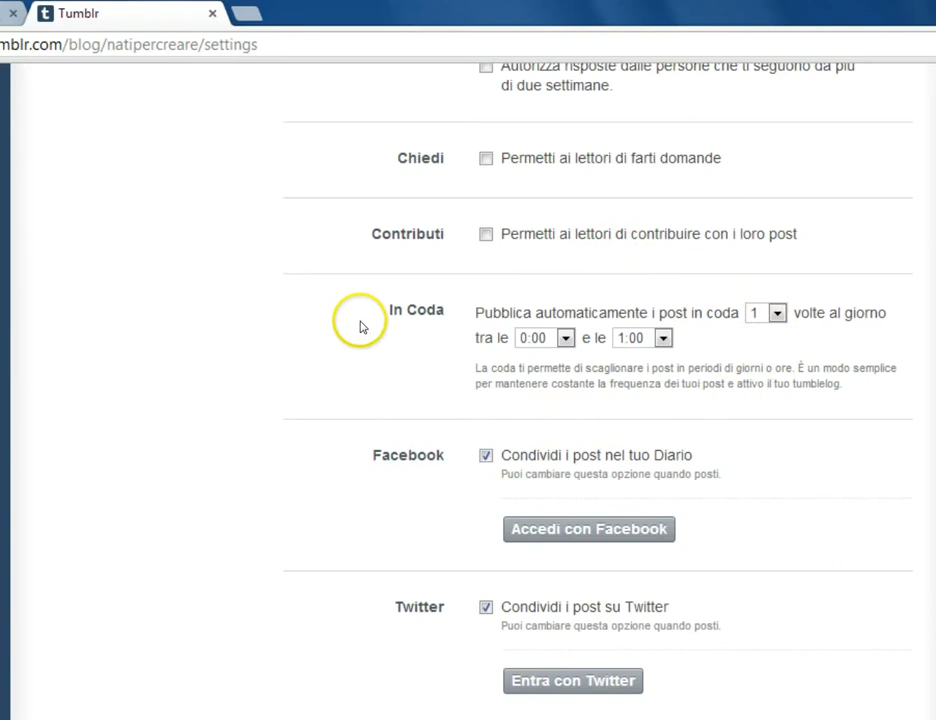 Tumblr
mblr.com/blog/natipercreare/settings
Autorizza risposte dalle persone che ti seguono da più
di due settimane.
Chiedi Permetti ai lettori di farti domande
Contributi Permetti ai lettori di contribuire con i loro post
In Coda Pubblica automaticamente i post in coda 1 volte al giorno
tra le 0:00 e le 1:00
La coda ti permette di scaglionare i post in periodi di giorni o ore. È un modo semplice
per mantenere costante la frequenza dei tuoi post e attivo il tuo tumblelog.
Facebook Condividi i post nel tuo Diario
Puoi cambiare questa opzione quando posti.
Accedi con Facebook
Twitter Condividi i post su Twitter
Puoi cambiare questa opzione quando posti.
Entra con Twitter